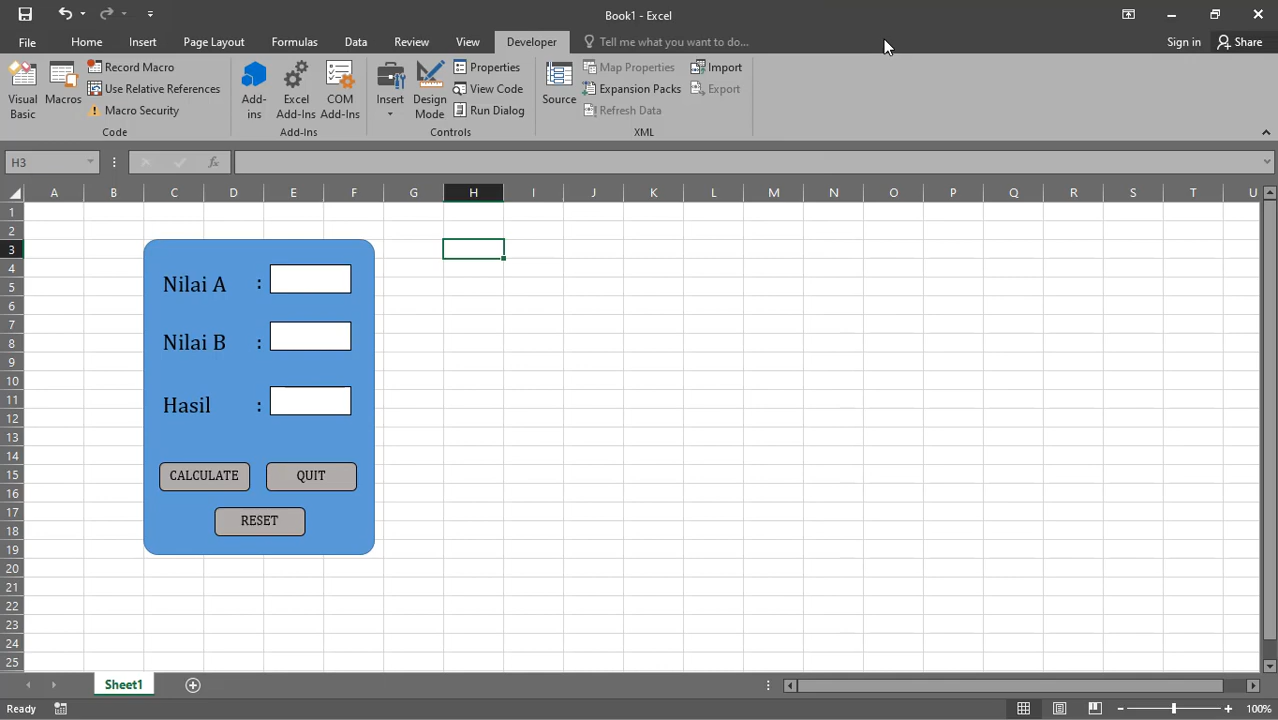 Book1 - Excel
File Home Insert Page Layout Formulas Data Review View Developer Tell me what you want to do... Sign in Share
Visual Basic
Macros
Record Macro
Use Relative References
Macro Security
Code
Add-ins
Excel Add-Ins
COM Add-Ins
Add-Ins
Insert
Design Mode
Properties
View Code
Run Dialog
Controls
Source
Map Properties
Expansion Packs
Refresh Data
Import
Export
XML
H3
fx
A B C D E F G H I J K L M N O P Q R S T U
1
2
3
4
5
6
7
8
9
10
11
12
13
14
15
16
17
18
19
20
21
22
23
24
25
Nilai A :
Nilai B :
Hasil :
CALCULATE QUIT
RESET
Sheet1
Ready
100%